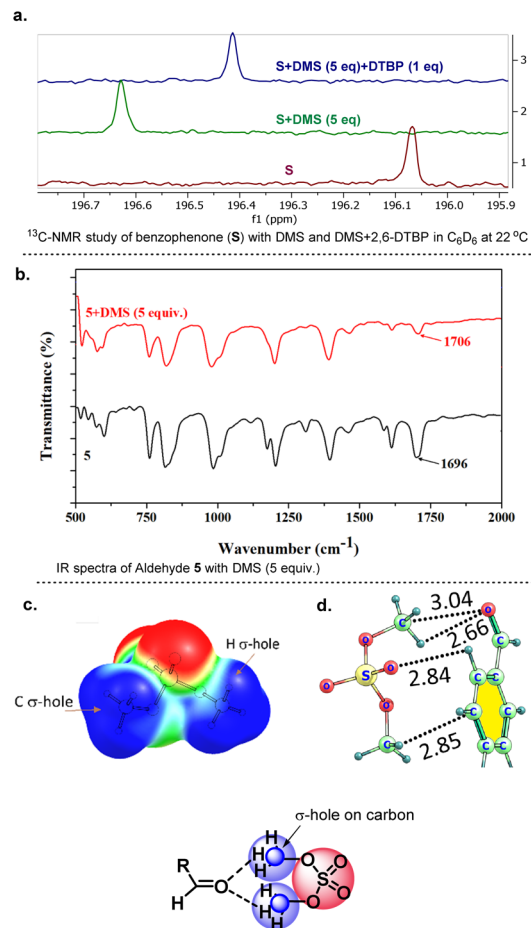 a.
S+DMS (5 eq)+DTBP (1 eq)
3
S+DMS (5 eq)
2
S
1
196.7 196.6 196.5 196.4 196.3 196.2 196.1 196.0 195.9
f1 (ppm)
¹³C-NMR study of benzophenone (S) with DMS and DMS+2,6-DTBP in C₆D₆ at 22 °C
b.
Transmittance (%)
5+DMS (5 equiv.)
1706
5
1696
500 750 1000 1250 1500 1750 2000
Wavenumber (cm⁻¹)
IR spectra of Aldehyde 5 with DMS (5 equiv.)
c.
H σ-hole
C σ-hole
d.
3.04
2.66
2.84
2.85
C O C O S O O O C C C C C C C
σ-hole on carbon
R H O
H H H O S O
H H H O O